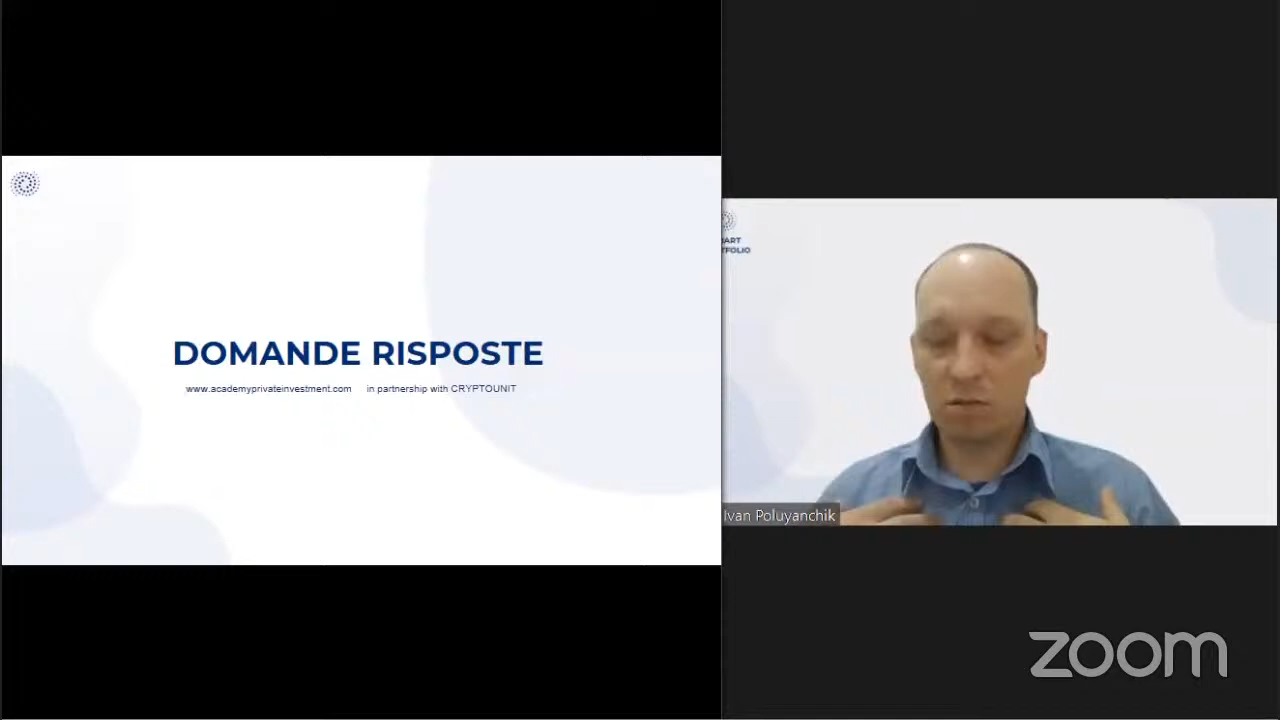 DOMANDE RISPOSTE
www.academyprivateinvestment.com in partnership with CRYPTOUNIT
ART
TFOLIO
Ivan Poluyanchik
zoom